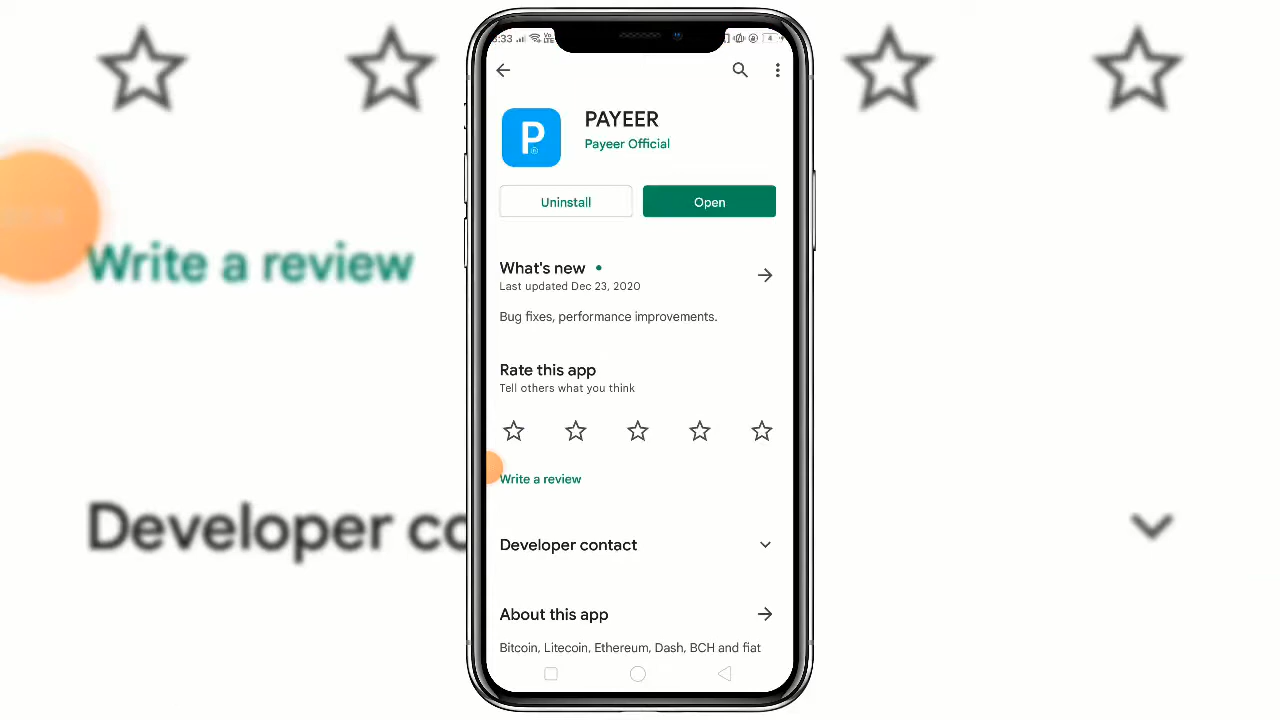 :33
PAYEER
Payeer Official
Uninstall
Open
What's new
Last updated Dec 23, 2020
Bug fixes, performance improvements.
Rate this app
Tell others what you think
Write a review
Developer contact
About this app
Bitcoin, Litecoin, Ethereum, Dash, BCH and fiat
Write a review
Developer co